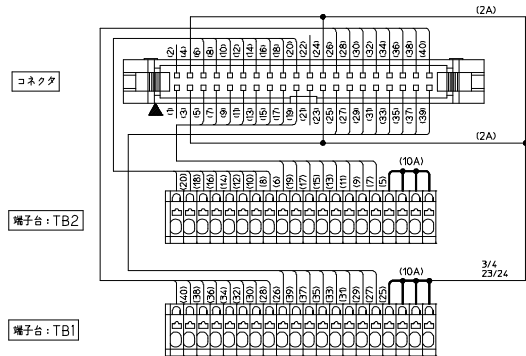 (2A)
(2) (4) (6) (8) (10) (12) (14) (16) (18) (20) (22) (24) (26) (28) (30) (32) (34) (36) (38) (40)
コネクタ
(1) (3) (5) (7) (9) (11) (13) (15) (17) (19) (21) (23) (25) (27) (29) (31) (33) (35) (37) (39)
(2A)
(10A)
(20) (18) (16) (14) (12) (10) (8) (6) (19) (17) (15) (13) (11) (9) (7) (5)
端子台:TB2
3/4
23/24
(10A)
(40) (38) (36) (34) (32) (30) (28) (26) (39) (37) (35) (33) (31) (29) (27) (25)
端子台:TB1